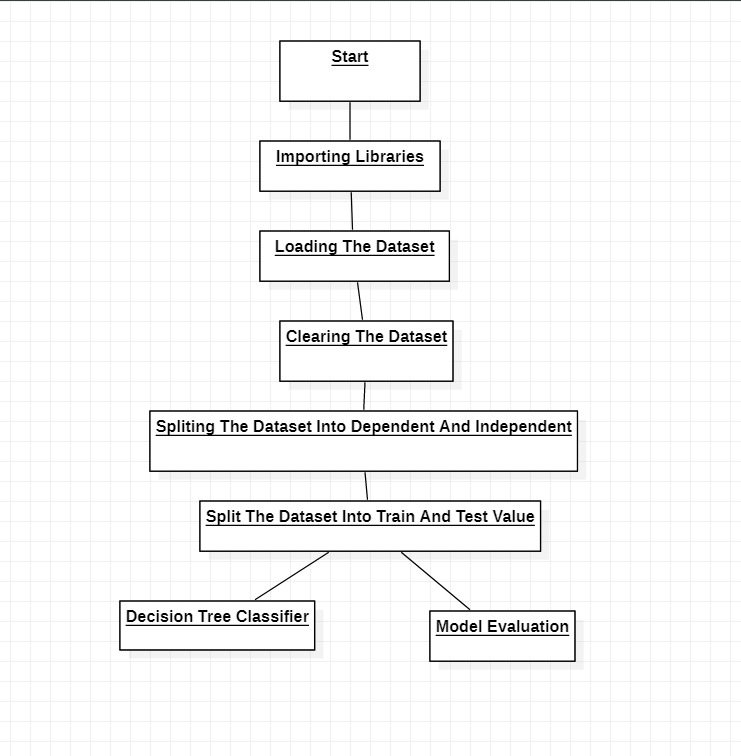 Start
Importing Libraries
Loading The Dataset
Clearing The Dataset
Spliting The Dataset Into Dependent And Independent
Split The Dataset Into Train And Test Value
Decision Tree Classifier
Model Evaluation